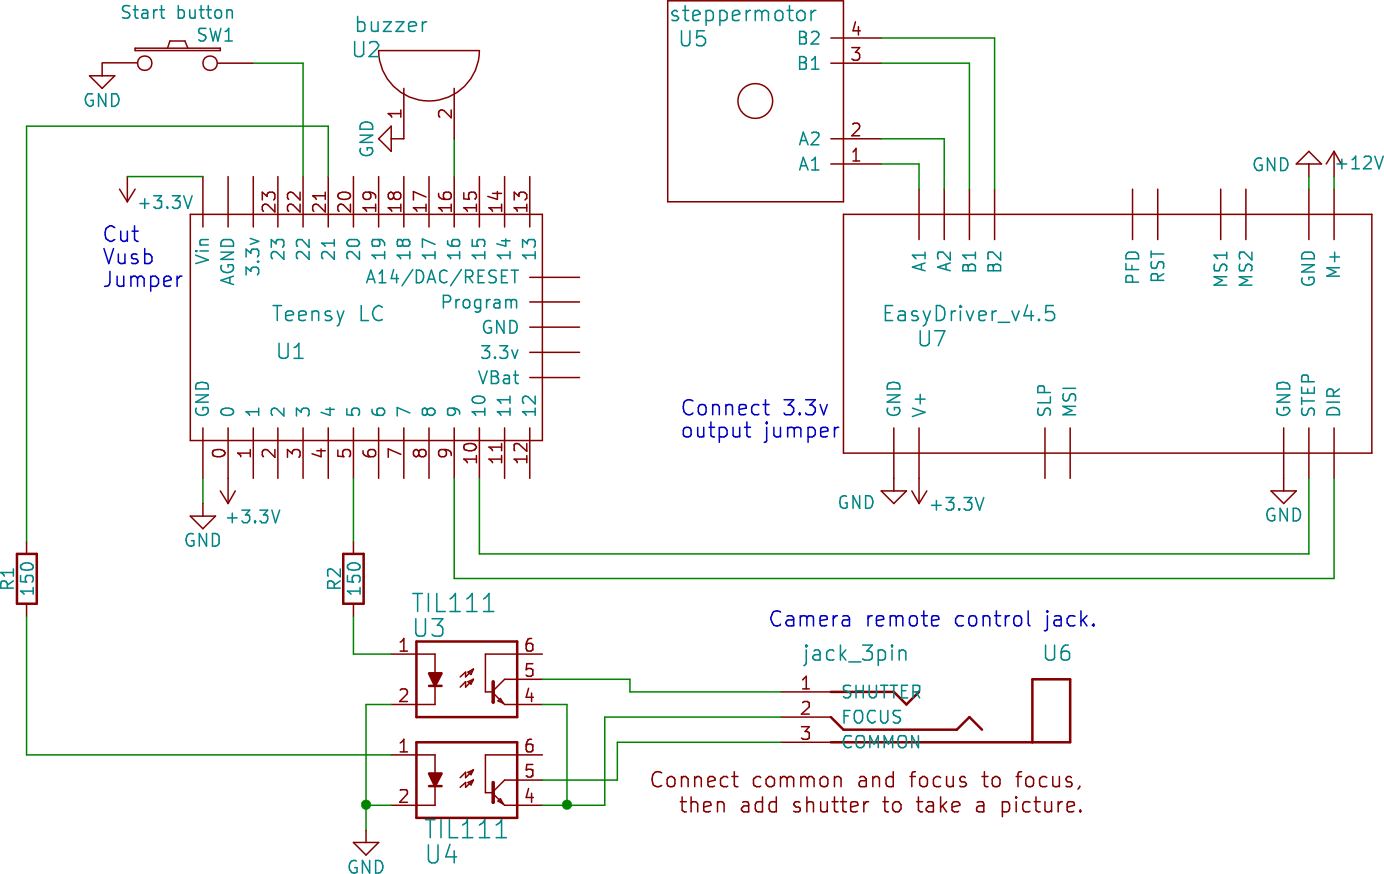 Start button
SW1
GND
buzzer
U2
1
2
GND
steppermotor
U5
B2 4
B1 3
A2 2
A1 1
GND
+12V
+3.3V
Cut
Vusb
Jumper
23 22 21 20 19 18 17 16 15 14 13
Vin AGND 3.3v 23 22 21 20 19 18 17 16 15 14 13
A14/DAC/RESET
Program
GND
3.3v
VBat
Teensy LC
U1
GND 0 1 2 3 4 5 6 7 8 9 10 11 12
0 1 2 3 4 5 6 7 8 9 10 11 12
+3.3V
GND
A1 A2 B1 B2 PFD RST MS1 MS2 GND M+
EasyDriver_v4.5
U7
GND V+ SLP MSI GND STEP DIR
Connect 3.3v
output jumper
GND
+3.3V
GND
R1
150
R2
150
TIL111
U3
1
2
6
5
4
1
2
6
5
4
TIL111
U4
GND
Camera remote control jack.
jack_3pin
U6
1 SHUTTER
2 FOCUS
3 COMMON
Connect common and focus to focus,
then add shutter to take a picture.